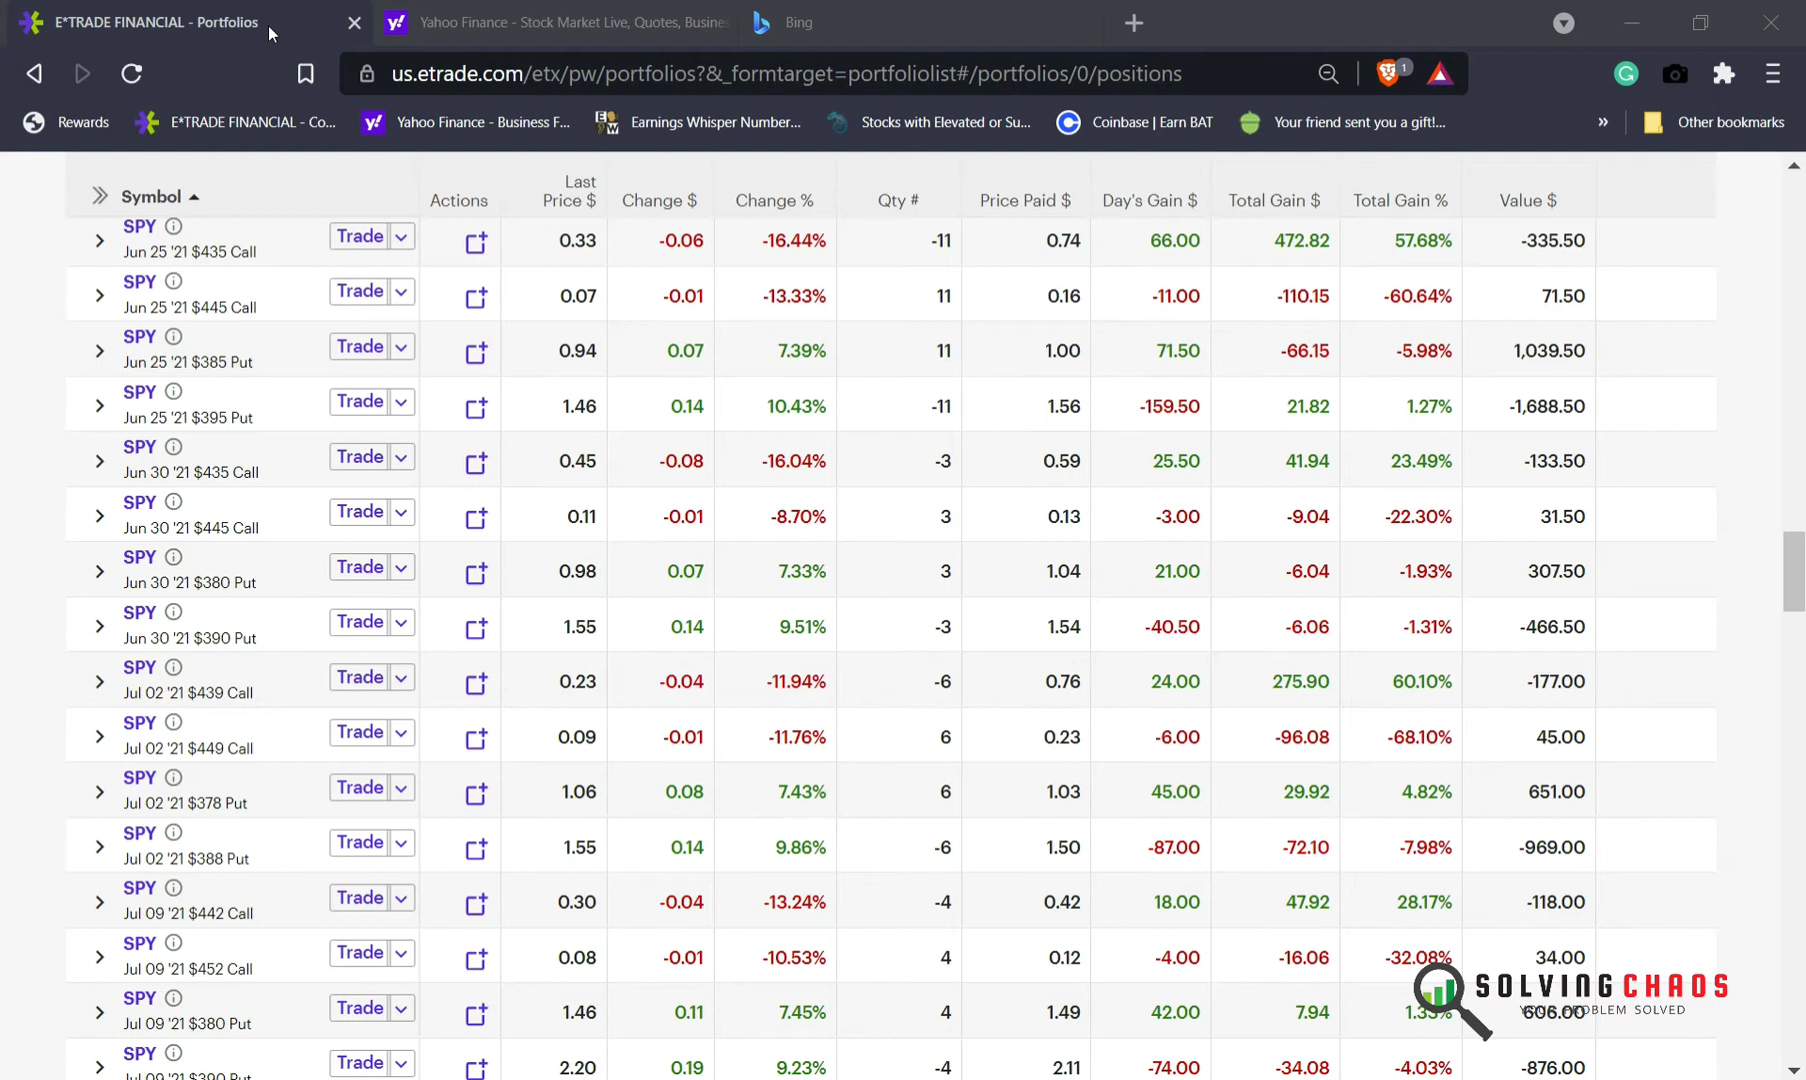 E*TRADE FINANCIAL - Portfolios
Yahoo Finance - Stock Market Live, Quotes, Busines
Bing
us.etrade.com/etx/pw/portfolios?&_formtarget=portfoliolist#/portfolios/0/positions
1
Rewards
E*TRADE FINANCIAL - Co...
Yahoo Finance - Business F...
Earnings Whisper Number...
Stocks with Elevated or Su...
Coinbase | Earn BAT
Your friend sent you a gift!...
Other bookmarks
Symbol Actions Last Price $ Change $ Change % Qty # Price Paid $ Day's Gain $ Total Gain $ Total Gain % Value $
SPY Trade 0.33 -0.06 -16.44% -11 0.74 66.00 472.82 57.68% -335.50
Jun 25 '21 $435 Call
SPY Trade 0.07 -0.01 -13.33% 11 0.16 -11.00 -110.15 -60.64% 71.50
Jun 25 '21 $445 Call
SPY Trade 0.94 0.07 7.39% 11 1.00 71.50 -66.15 -5.98% 1,039.50
Jun 25 '21 $385 Put
SPY Trade 1.46 0.14 10.43% -11 1.56 -159.50 21.82 1.27% -1,688.50
Jun 25 '21 $395 Put
SPY Trade 0.45 -0.08 -16.04% -3 0.59 25.50 41.94 23.49% -133.50
Jun 30 '21 $435 Call
SPY Trade 0.11 -0.01 -8.70% 3 0.13 -3.00 -9.04 -22.30% 31.50
Jun 30 '21 $445 Call
SPY Trade 0.98 0.07 7.33% 3 1.04 21.00 -6.04 -1.93% 307.50
Jun 30 '21 $380 Put
SPY Trade 1.55 0.14 9.51% -3 1.54 -40.50 -6.06 -1.31% -466.50
Jun 30 '21 $390 Put
SPY Trade 0.23 -0.04 -11.94% -6 0.76 24.00 275.90 60.10% -177.00
Jul 02 '21 $439 Call
SPY Trade 0.09 -0.01 -11.76% 6 0.23 -6.00 -96.08 -68.10% 45.00
Jul 02 '21 $449 Call
SPY Trade 1.06 0.08 7.43% 6 1.03 45.00 29.92 4.82% 651.00
Jul 02 '21 $378 Put
SPY Trade 1.55 0.14 9.86% -6 1.50 -87.00 -72.10 -7.98% -969.00
Jul 02 '21 $388 Put
SPY Trade 0.30 -0.04 -13.24% -4 0.42 18.00 47.92 28.17% -118.00
Jul 09 '21 $442 Call
SPY Trade 0.08 -0.01 -10.53% 4 0.12 -4.00 -16.06 -32.08% 34.00
Jul 09 '21 $452 Call
SPY Trade 1.46 0.11 7.45% 4 1.49 42.00 7.94 606.00
Jul 09 '21 $380 Put
SPY Trade 2.20 0.19 9.23% -4 2.11 -74.00 -34.08 -4.03% -876.00
Jul 09 '21 $390 Put
SOLVINGCHAOS
YOUR PROBLEM SOLVED